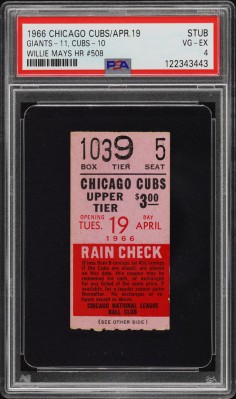 1966 CHICAGO CUBS/APR.19 STUB
GIANTS - 11, CUBS - 10 VG-EX
WILLIE MAYS HR #508 4
PSA 122343443
1039 5
BOX TIER SEAT
CHICAGO CUBS
UPPER $3.00
TIER
OPENING DAY
TUES. 19 APRIL
1966
RAIN CHECK
CHICAGO NATIONAL LEAGUE
BALL CLUB
(SEE OTHER SIDE)